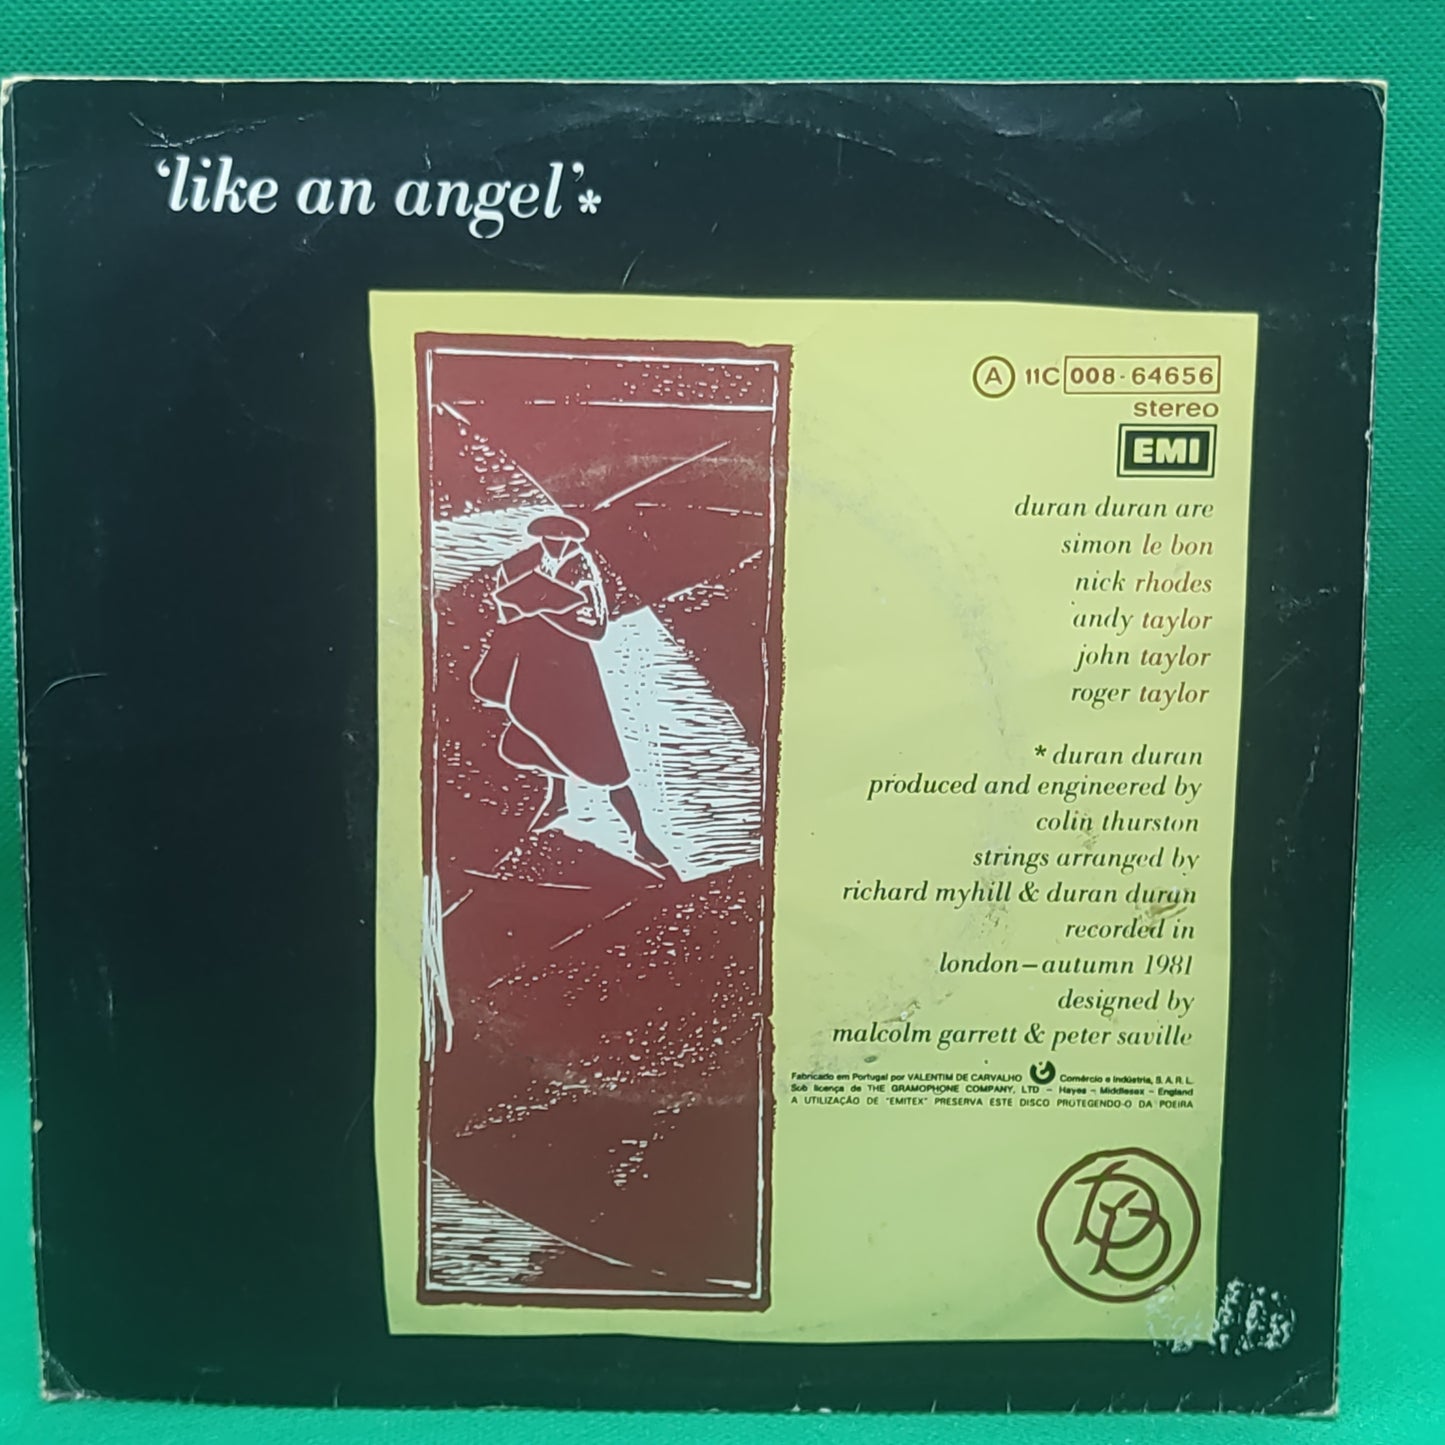 ‘like an angel’*
A 11C 008-64656
stereo
EMI
duran duran are
simon le bon
nick rhodes
andy taylor
john taylor
roger taylor
* duran duran
produced and engineered by
colin thurston
strings arranged by
richard myhill & duran duran
recorded in
london—autumn 1981
designed by
malcolm garrett & peter saville
Fabricado em Portugal por VALENTIM DE CARVALHO Comércio e Indústria, S. A. R. L.
Sob licença de THE GRAMOPHONE COMPANY, LTD - Hayes - Middlesex - England
A UTILIZAÇÃO DE "EMITEX" PRESERVA ESTE DISCO PROTEGENDO-O DA POEIRA
DD